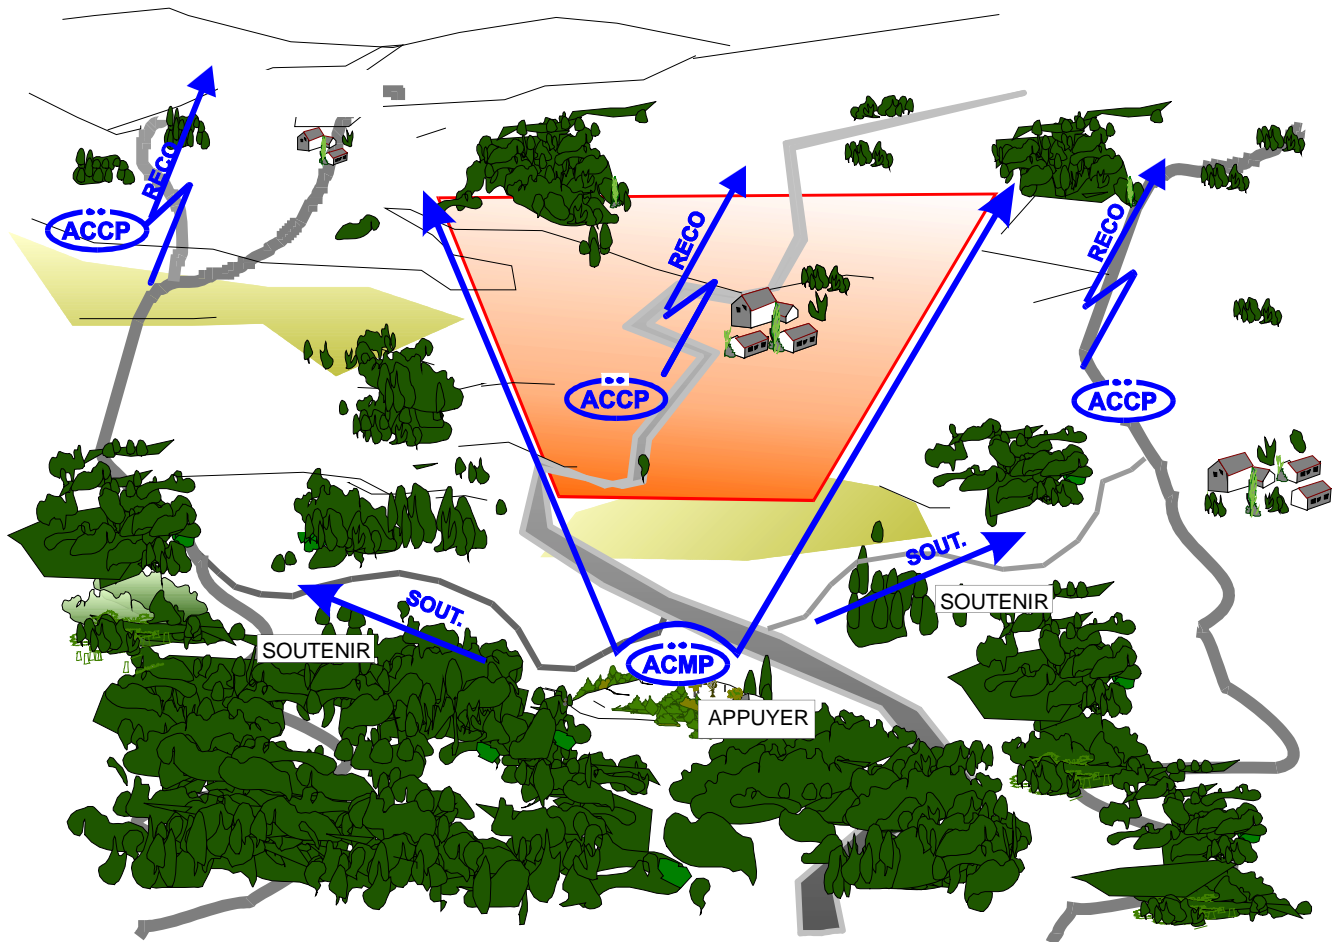 RECO
ACCP
RECO
ACCP
RECO
ACCP
SOUT.
SOUTENIR
SOUT.
SOUTENIR
ACMP
APPUYER